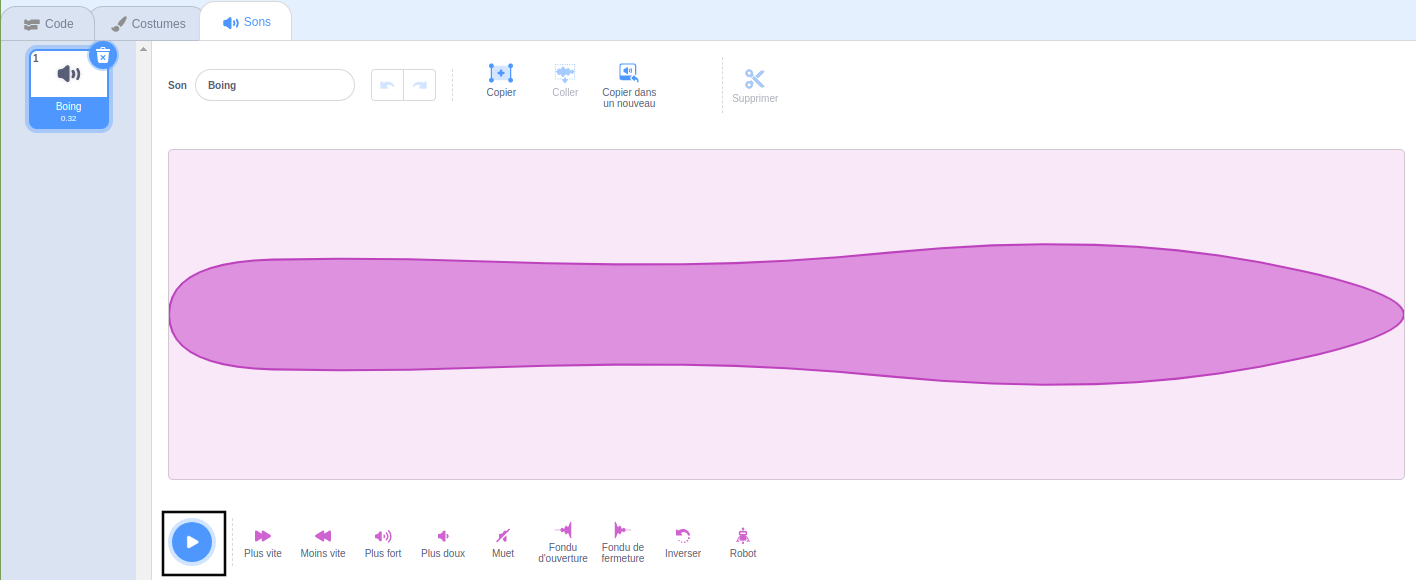 Code
Costumes
Sons
1
Boing
0.32
Son
Boing
Copier
Coller
Copier dans
un nouveau
Supprimer
Plus vite
Moins vite
Plus fort
Plus doux
Muet
Fondu
d'ouverture
Fondu de
fermeture
Inverser
Robot